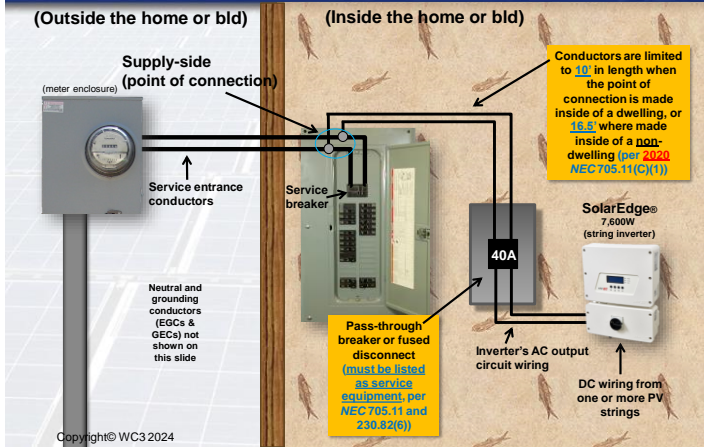 (Outside the home or bld)
(Inside the home or bld)
Supply-side
(point of connection)
(meter enclosure)
Conductors are limited
to 10' in length when
the point of
connection is made
inside of a dwelling, or
16.5' where made
inside of a non-
dwelling (per 2020
NEC 705.11(C)(1))
Service entrance
conductors
Service
breaker
SolarEdge®
7,600W
(string inverter)
40A
Neutral and
grounding
conductors
(EGCs &
GECs) not
shown on
this slide
Pass-through
breaker or fused
disconnect
(must be listed
as service
equipment, per
NEC 705.11 and
230.82(6))
Inverter's AC output
circuit wiring
DC wiring from
one or more PV
strings
Copyright© WC3 2024